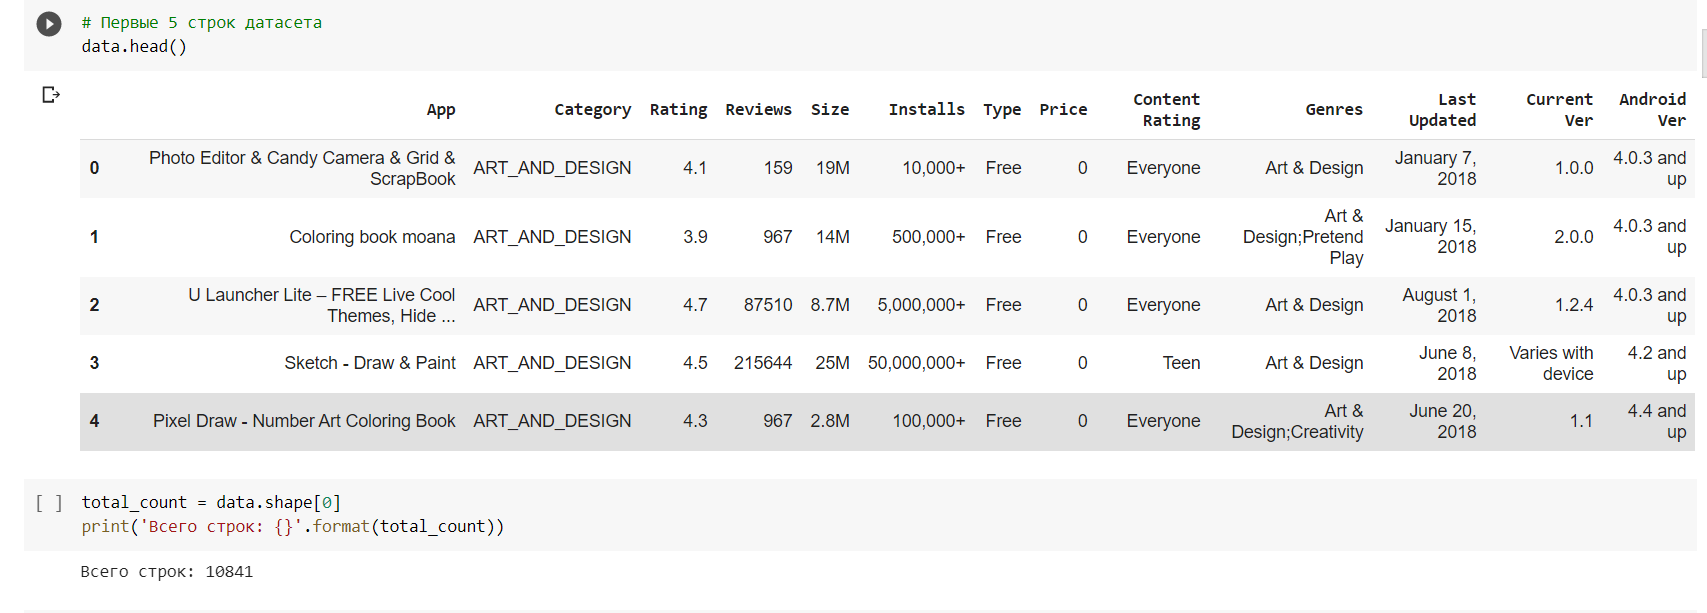 # Первые 5 строк датасета
data.head()
App Category Rating Reviews Size Installs Type Price Content Rating Genres Last Updated Current Ver Android Ver
0 Photo Editor & Candy Camera & Grid & ScrapBook ART_AND_DESIGN 4.1 159 19M 10,000+ Free 0 Everyone Art & Design January 7, 2018 1.0.0 4.0.3 and up
1 Coloring book moana ART_AND_DESIGN 3.9 967 14M 500,000+ Free 0 Everyone Art & Design;Pretend Play January 15, 2018 2.0.0 4.0.3 and up
2 U Launcher Lite – FREE Live Cool Themes, Hide ... ART_AND_DESIGN 4.7 87510 8.7M 5,000,000+ Free 0 Everyone Art & Design August 1, 2018 1.2.4 4.0.3 and up
3 Sketch - Draw & Paint ART_AND_DESIGN 4.5 215644 25M 50,000,000+ Free 0 Teen Art & Design June 8, 2018 Varies with device 4.2 and up
4 Pixel Draw - Number Art Coloring Book ART_AND_DESIGN 4.3 967 2.8M 100,000+ Free 0 Everyone Art & Design;Creativity June 20, 2018 1.1 4.4 and up
[ ] total_count = data.shape[0]
print('Всего строк: {}'.format(total_count))
Всего строк: 10841